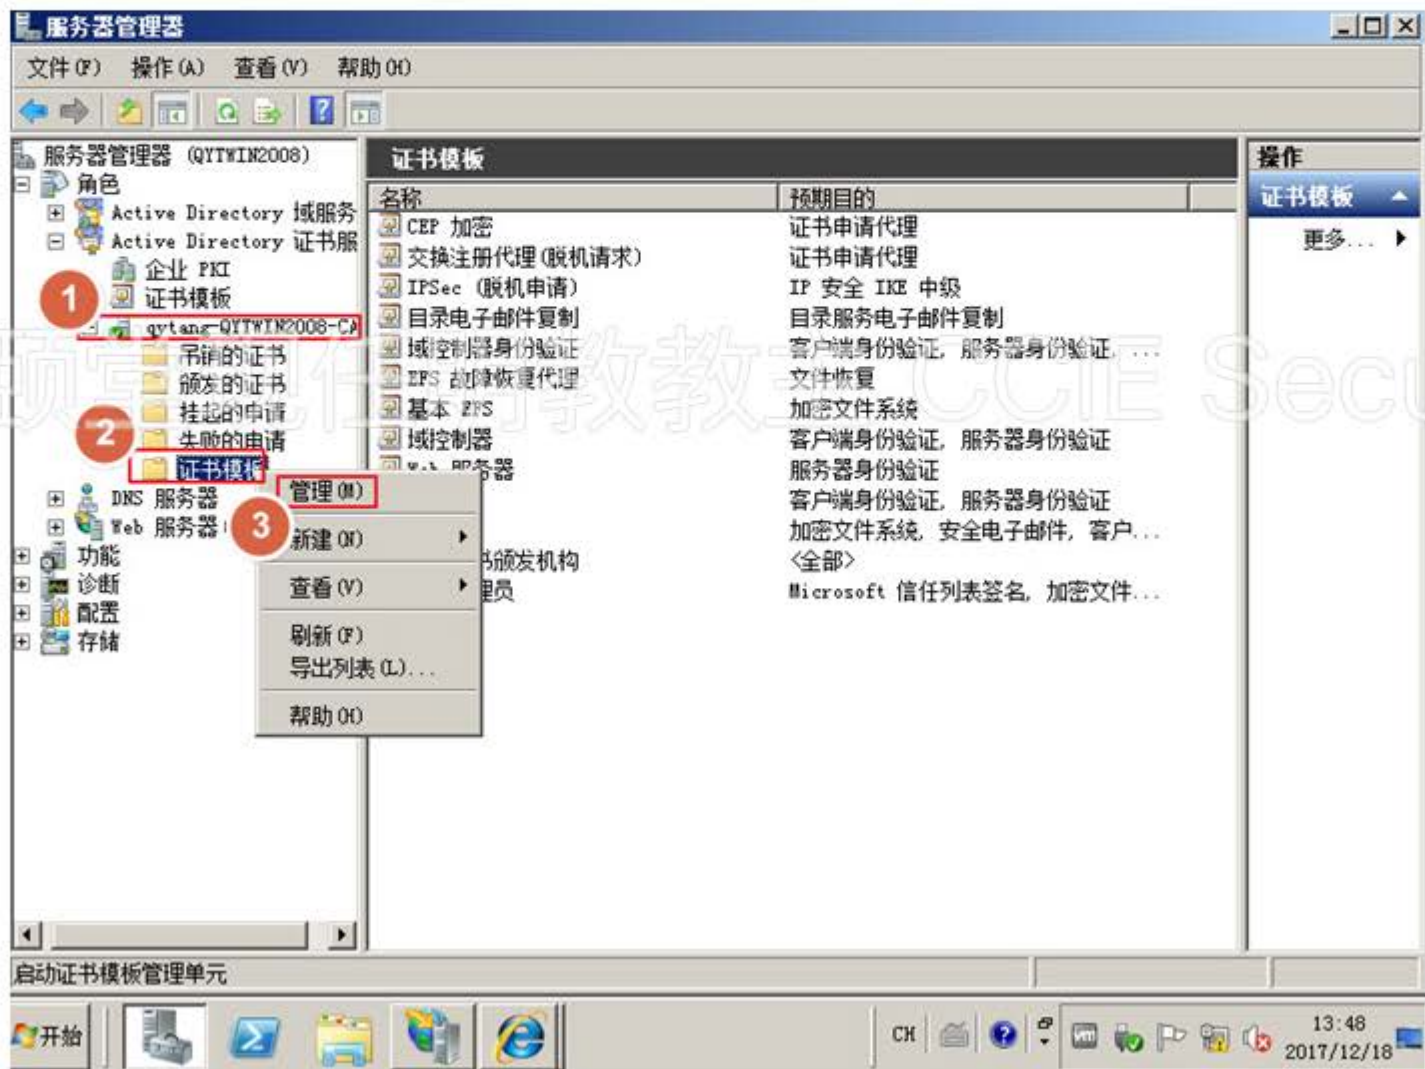 服务器管理器
文件(F) 操作(A) 查看(V) 帮助(H)
服务器管理器 (QYTWIN2008)
角色
Active Directory 域服务
Active Directory 证书服
企业 PKI
证书模板
1
qytang-QYTWIN2008-CA
吊销的证书
颁发的证书
挂起的申请
2
失败的申请
证书模板
DNS 服务器
Web 服务器
3
功能
诊断
配置
存储
管理(M)
新建(N)
查看(V)
刷新(F)
导出列表(L)...
帮助(H)
证书模板
名称 预期目的
CEP 加密 证书申请代理
交换注册代理(脱机请求) 证书申请代理
IPSec (脱机申请) IP 安全 IKE 中级
目录电子邮件复制 目录服务电子邮件复制
域控制器身份验证 客户端身份验证, 服务器身份验证, ...
EFS 故障恢复代理 文件恢复
基本 EFS 加密文件系统
域控制器 客户端身份验证, 服务器身份验证
Web 服务器 服务器身份验证
客户端身份验证, 服务器身份验证
加密文件系统, 安全电子邮件, 客户...
书颁发机构 <全部>
理员 Microsoft 信任列表签名, 加密文件...
操作
证书模板
更多...
现任明教教主 CCIE Secu
启动证书模板管理单元
开始
CH
13:48
2017/12/18